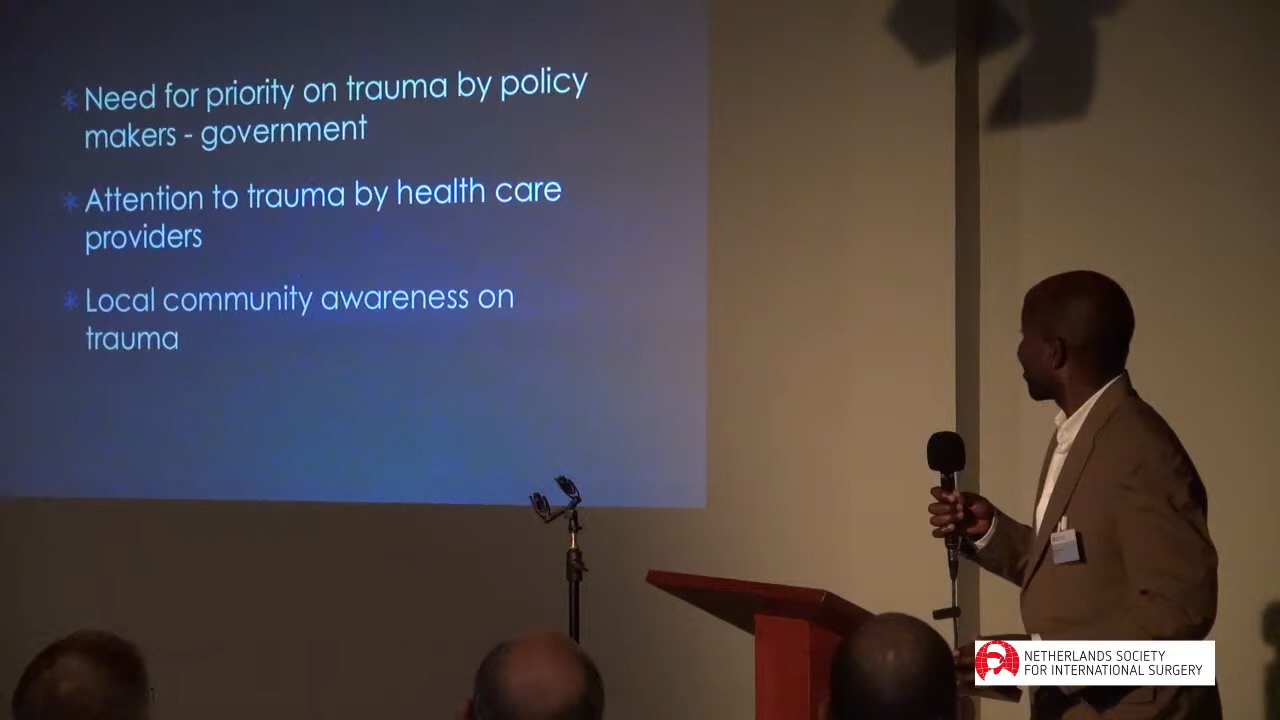 * Need for priority on trauma by policy
makers - government
* Attention to trauma by health care
providers
* Local community awareness on
trauma
NETHERLANDS SOCIETY
FOR INTERNATIONAL SURGERY